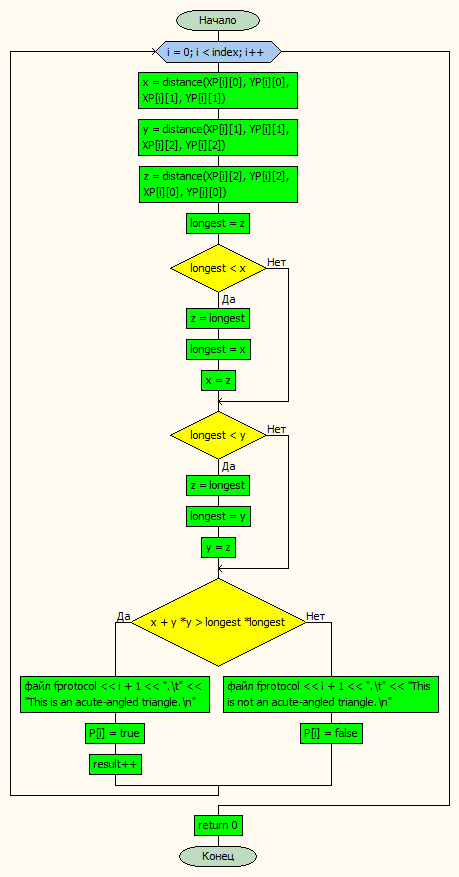 Начало
i = 0; i < index; i++
x = distance(XP[i][0], YP[i][0],
XP[i][1], YP[i][1])
y = distance(XP[i][1], YP[i][1],
XP[i][2], YP[i][2])
z = distance(XP[i][2], YP[i][2],
XP[i][0], YP[i][0])
longest = z
longest < x
Нет
Да
z = longest
longest = x
x = z
longest < y
Нет
Да
z = longest
longest = y
y = z
x + y *y > longest *longest
Да
Нет
файл fprotocol << i + 1 << ". \t" <<
"This is an acute-angled triangle. \n"
файл fprotocol << i + 1 << ". \t" << "This
is not an acute-angled triangle. \n"
P[i] = true
P[i] = false
result++
return 0
Конец